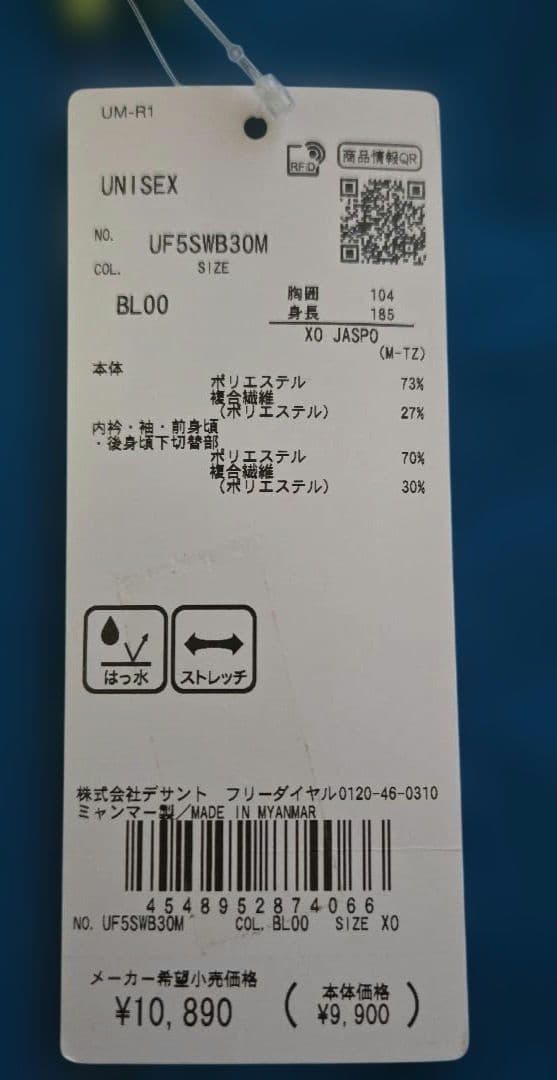 UM-R1
RFID
商品情報QR
UNISEX
NO. UF5SWB30M
COL. SIZE
BL00
胸囲 104
身長 185
XO JASPO
(M-TZ)
本体
ポリエステル 73%
複合繊維
(ポリエステル) 27%
内衿・袖・前身頃
・後身頃下切替部
ポリエステル 70%
複合繊維
(ポリエステル) 30%
はっ水 ストレッチ
株式会社デサント フリーダイヤル0120-46-0310
ミャンマー製/MADE IN MYANMAR
4548952874066
NO. UF5SWB30M COL. BL00 SIZE XO
メーカー希望小売価格
¥10,890
(本体価格
¥9,900)